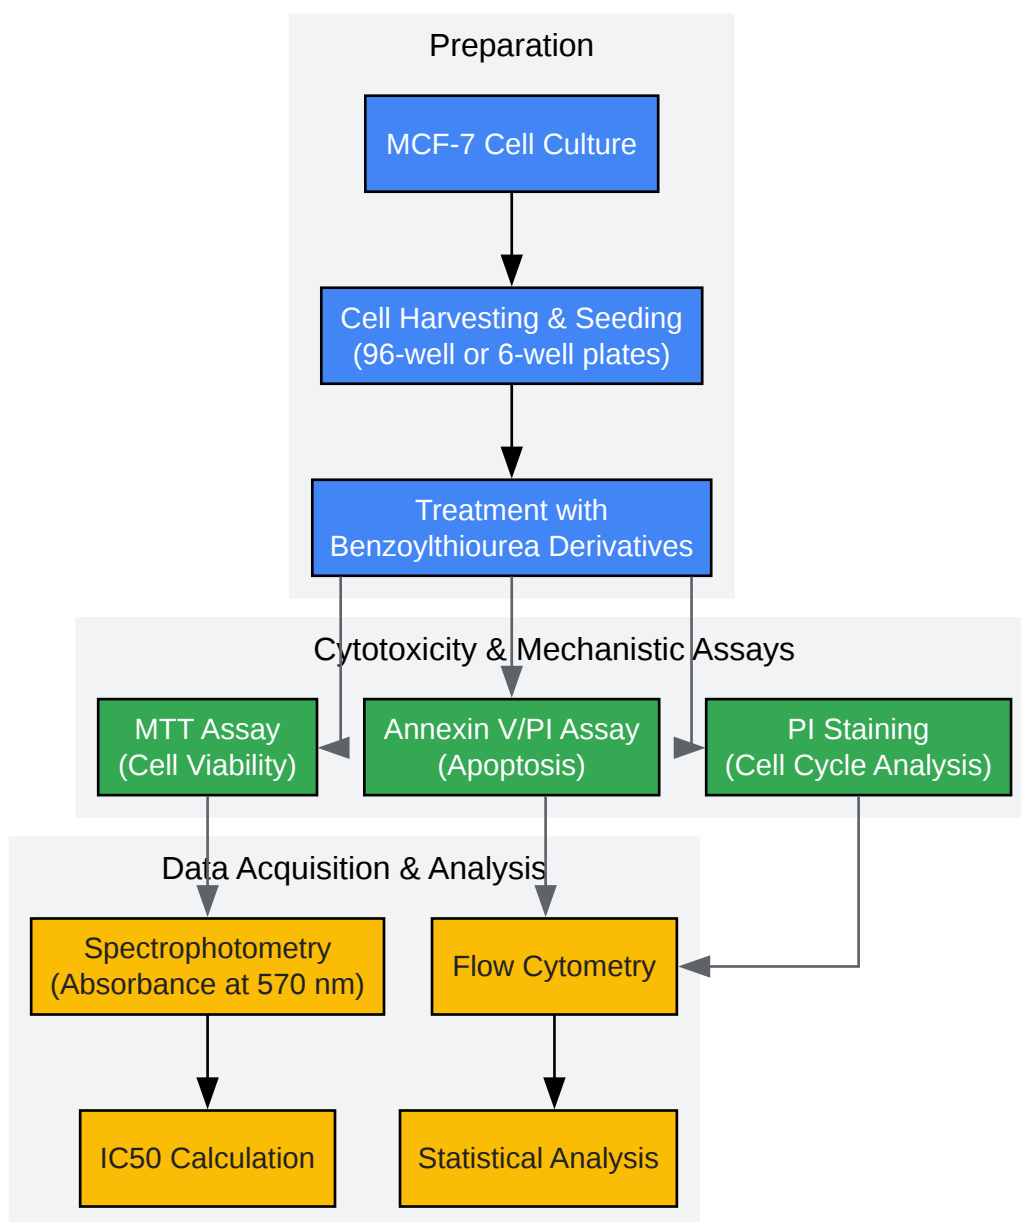 Preparation
MCF-7 Cell Culture
Cell Harvesting & Seeding
(96-well or 6-well plates)
Treatment with
Benzoylthiourea Derivatives
Cytotoxicity & Mechanistic Assays
MTT Assay
(Cell Viability)
Annexin V/PI Assay
(Apoptosis)
PI Staining
(Cell Cycle Analysis)
Data Acquisition & Analysis
Spectrophotometry
(Absorbance at 570 nm)
Flow Cytometry
IC50 Calculation
Statistical Analysis